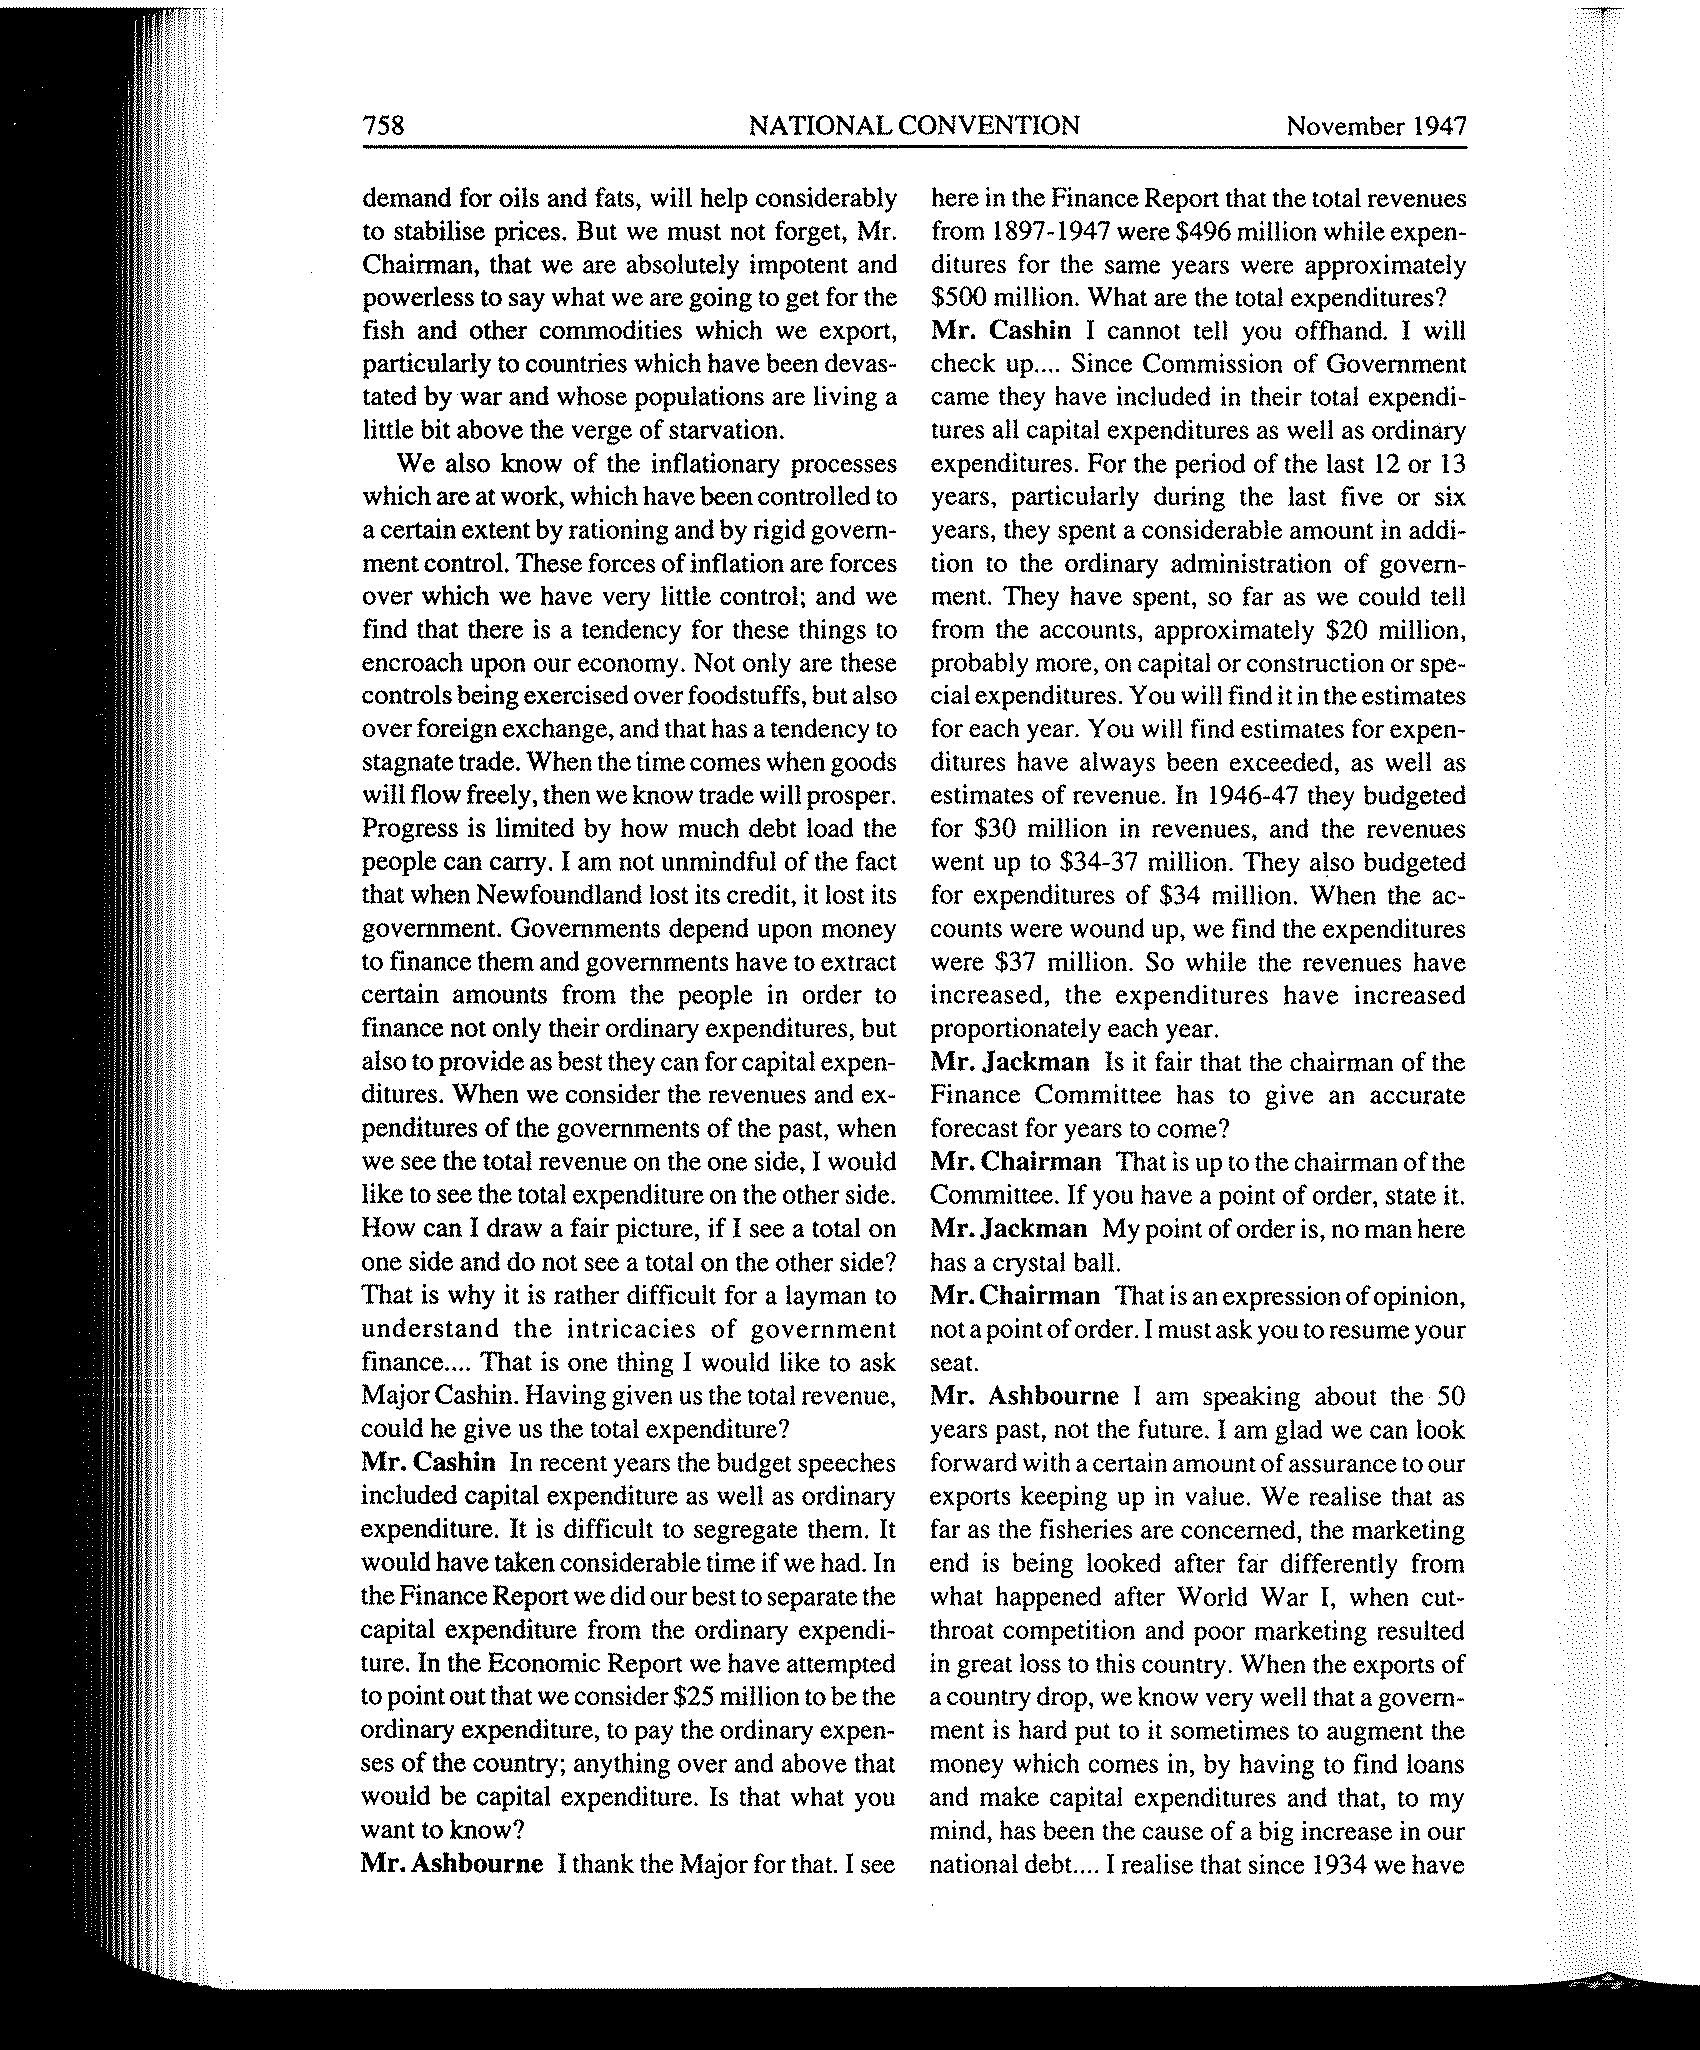 758 NATIONAL CONVENTION November 1947
demand for oils and fats, will help considerably
to stabilise prices. But we must not forget, Mr.
Chairman, that we are absolutely impotent and
powerless to say what we are going to get for the
fish and other commodities which we export,
particularly to countries which have been devas-
tated by war and whose populations are living a
little bit above the verge of starvation.
We also know of the inflationary processes
which are at work, which have been controlled to
a certain extent by rationing and by rigid govern-
ment control. These forces of inflation are forces
over which we have very little control; and we
find that there is a tendency for these things to
encroach upon our economy. Not only are these
controls being exercised over foodstuffs, but also
over foreign exchange, and that has a tendency to
stagnate trade. When the time comes when goods
will flow freely, then we know trade will prosper.
Progress is limited by how much debt load the
people can carry. I am not unmindful of the fact
that when Newfoundland lost its credit, it lost its
government. Governments depend upon money
to finance them and governments have to extract
certain amounts from the people in order to
finance not only their ordinary expenditures, but
also to provide as best they can for capital expen-
ditures. When we consider the revenues and ex-
penditures of the governments of the past, when
we see the total revenue on the one side, I would
like to see the total expenditure on the other side.
How can I draw a fair picture, if I see a total on
one side and do not see a total on the other side?
That is why it is rather difficult for a layman to
understand the intricacies of government
finance.... That is one thing I would like to ask
Major Cashin. Having given us the total revenue,
could he give us the total expenditure?
Mr. Cashin In recent years the budget speeches
included capital expenditure as well as ordinary
expenditure. It is difficult to segregate them. It
would have taken considerable time if we had. In
the Finance Report we did our best to separate the
capital expenditure from the ordinary expendi-
ture. In the Economic Report we have attempted
to point out that we consider $25 million to be the
ordinary expenditure, to pay the ordinary expen-
ses of the country; anything over and above that
would be capital expenditure. Is that what you
want to know?
Mr. Ashbourne I thank the Major for that. I see
here in the Finance Report that the total revenues
from 1897-1947 were $496 million while expen-
ditures for the same years were approximately
$500 million. What are the total expenditures?
Mr. Cashin I cannot tell you offhand. I will
check up.... Since Commission of Government
came they have included in their total expendi-
tures all capital expenditures as well as ordinary
expenditures. For the period of the last 12 or 13
years, particularly during the last five or six
years, they spent a considerable amount in addi-
tion to the ordinary administration of govern-
ment. They have spent, so far as we could tell
from the accounts, approximately $20 million,
probably more, on capital or construction or spe-
cial expenditures. You will find it in the estimates
for each year. You will find estimates for expen-
ditures have always been exceeded, as well as
estimates of revenue. In 1946-47 they budgeted
for $30 million in revenues, and the revenues
went up to $34-37 million. They also budgeted
for expenditures of $34 million. When the ac-
counts were wound up, we find the expenditures
were $37 million. So while the revenues have
increased, the expenditures have increased
proportionately each year.
Mr. Jackman Is it fair that the chairman of the
Finance Committee has to give an accurate
forecast for years to come?
Mr. Chairman That is up to the chairman of the
Committee. If you have a point of order, state it.
Mr. Jackman My point of order is, no man here
has a crystal ball.
Mr. Chairman That is an expression of opinion,
not a point of order. I must ask you to resume your
seat.
Mr. Ashbourne I am speaking about the 50
years past, not the future. I am glad we can look
forward with a certain amount of assurance to our
exports keeping up in value. We realise that as
far as the fisheries are concerned, the marketing
end is being looked after far differently from
what happened after World War I, when cut-
throat competition and poor marketing resulted
in great loss to this country. When the exports of
a country drop, we know very well that a govern-
ment is hard put to it sometimes to augment the
money which comes in, by having to find loans
and make capital expenditures and that, to my
mind, has been the cause of a big increase in our
national debt.... I realise that since 1934 we have